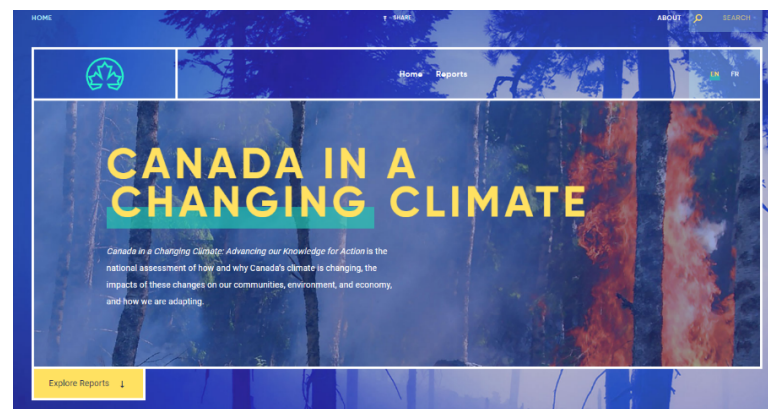 HOME
SHARE
ABOUT
SEARCH
Home Reports
EN FR
CANADA IN A
CHANGING CLIMATE
Canada in a Changing Climate: Advancing our Knowledge for Action is the
national assessment of how and why Canada's climate is changing, the
impacts of these changes on our communities, environment, and economy,
and how we are adapting.
Explore Reports ↓